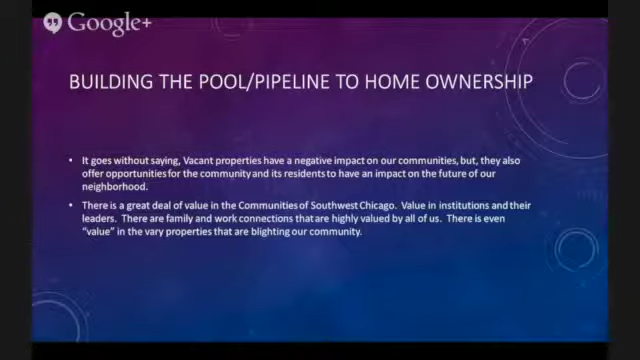 Google+
BUILDING THE POOL/PIPELINE TO HOME OWNERSHIP
• It goes without saying, Vacant properties have a negative impact on our communities, but, they also
offer opportunities for the community and its residents to have an impact on the future of our
neighborhood.
• There is a great deal of value in the Communities of Southwest Chicago. Value in institutions and their
leaders. There are family and work connections that are highly valued by all of us. There is even
“value” in the vary properties that are blighting our community.